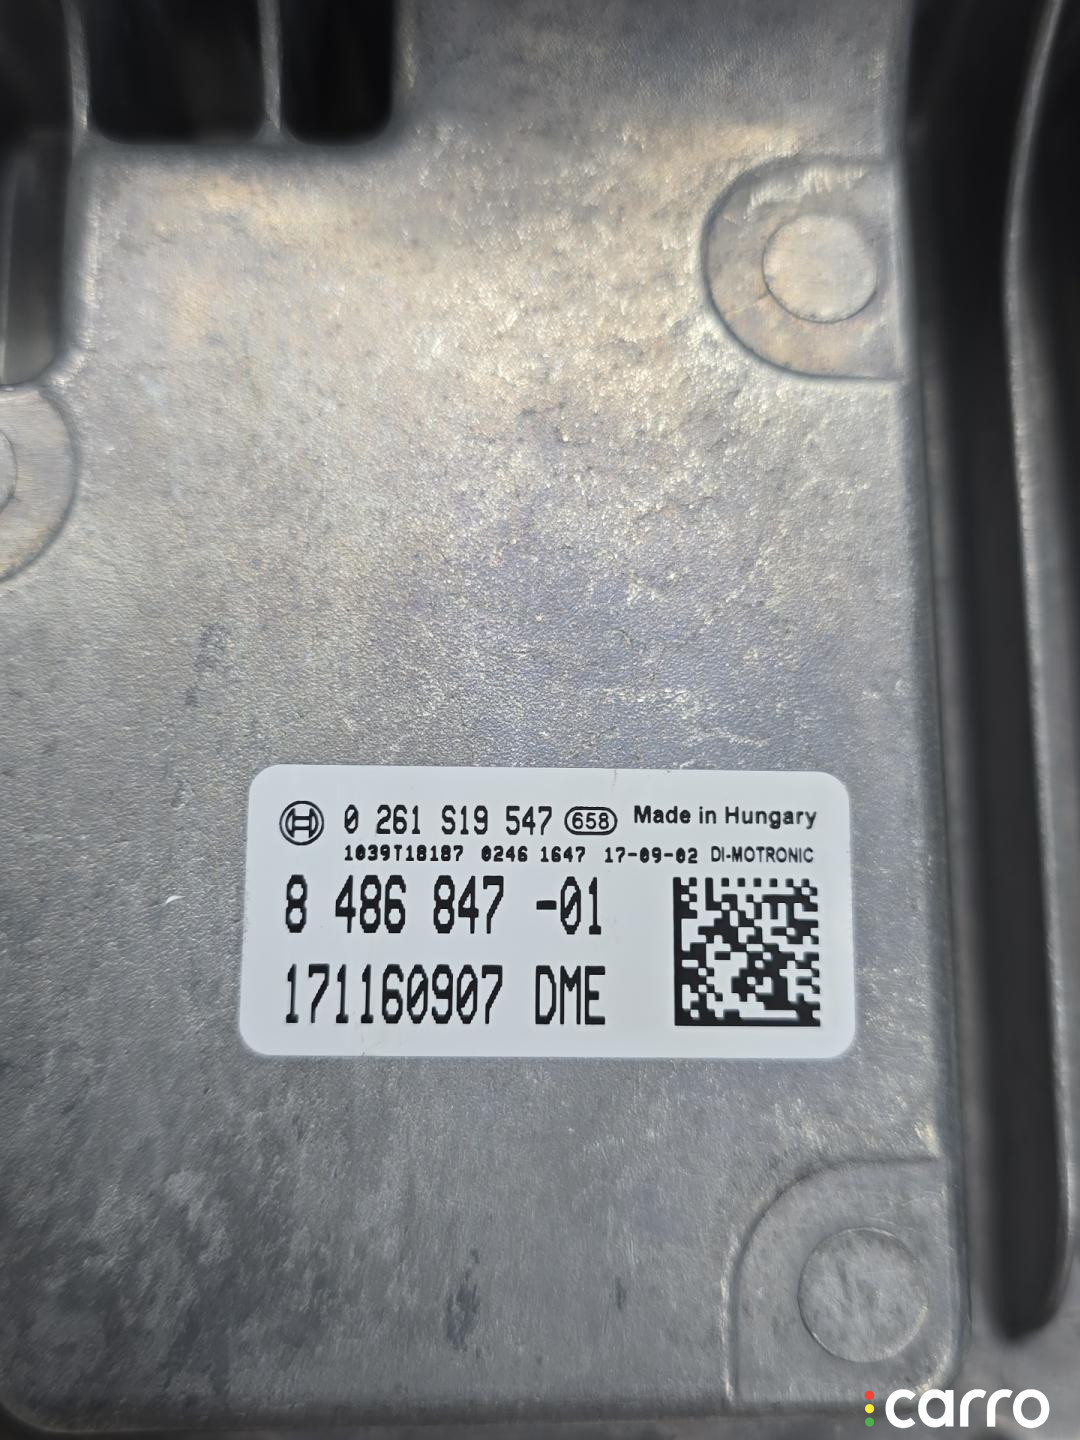 0 261 S19 547 658 Made in Hungary
1039T18187 0246 1647 17-09-02 DI-MOTRONIC
8 486 847 -01
171160907 DME
carro